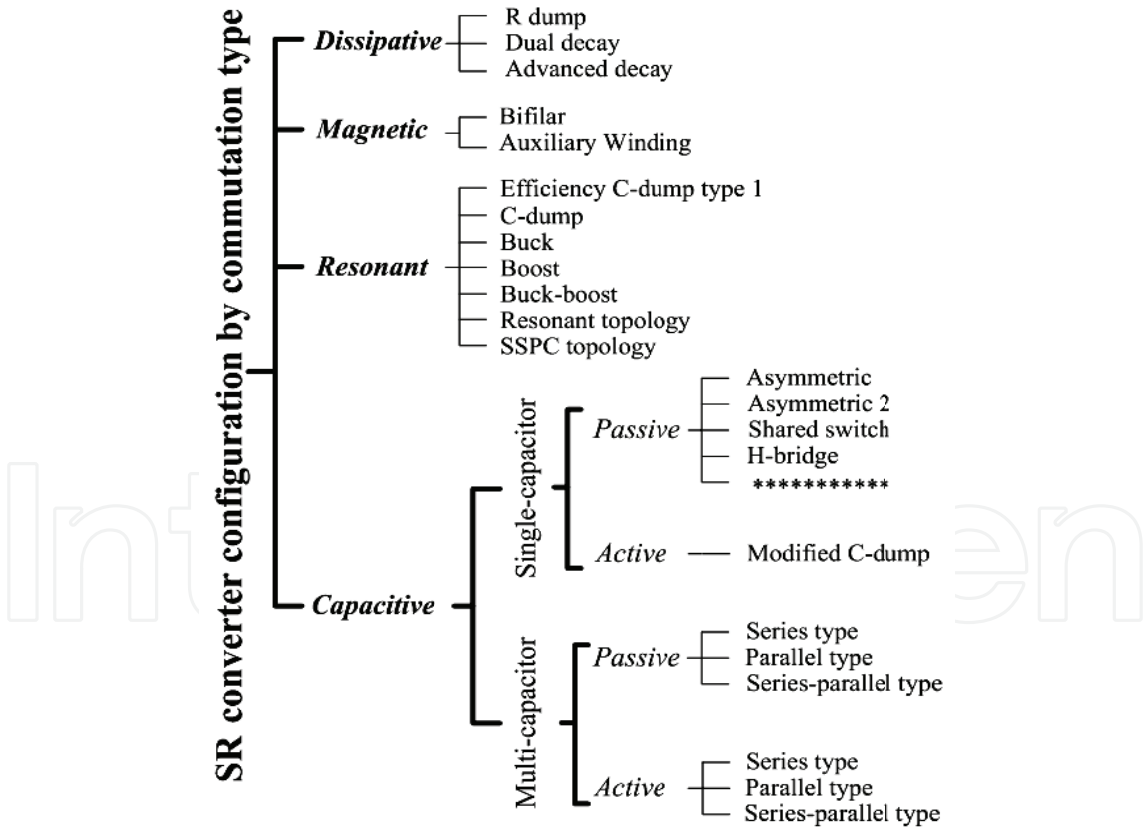 SR converter configuration by commutation type
Dissipative
R dump
Dual decay
Advanced decay
Magnetic
Bifilar
Auxiliary Winding
Resonant
Efficiency C-dump type 1
C-dump
Buck
Boost
Buck-boost
Resonant topology
SSPC topology
Capacitive
Single-capacitor
Passive
Asymmetric
Asymmetric 2
Shared switch
H-bridge
***********
Active
Modified C-dump
Multi-capacitor
Passive
Series type
Parallel type
Series-parallel type
Active
Series type
Parallel type
Series-parallel type